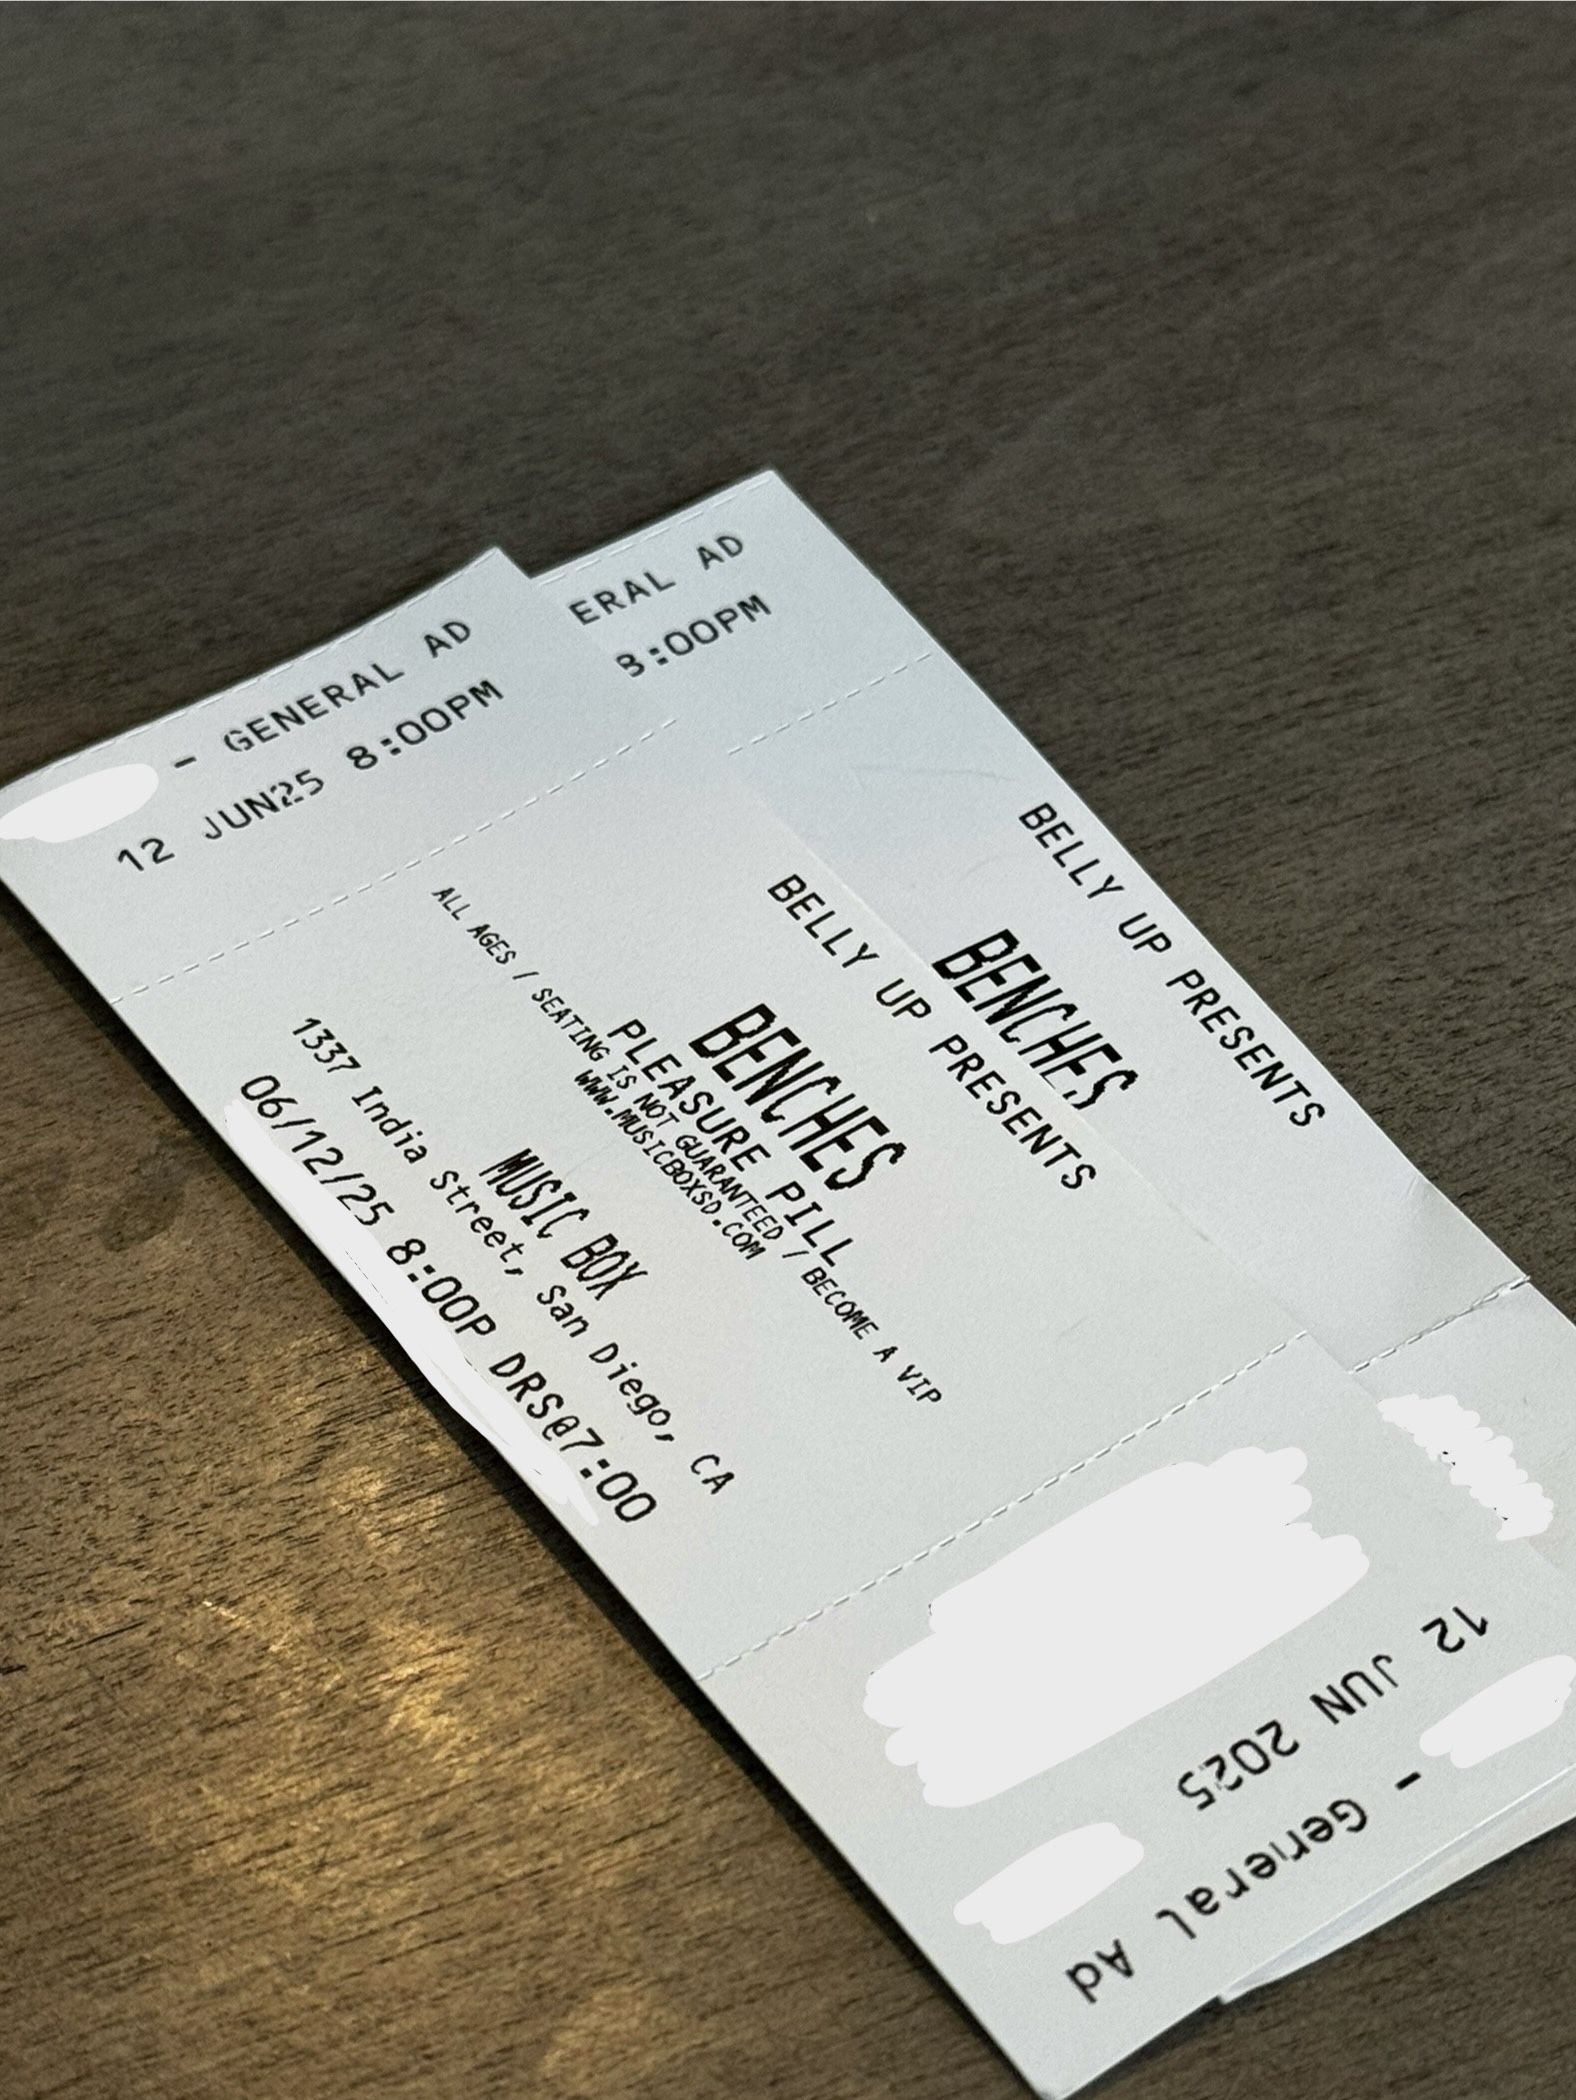 - GENERAL AD
12 JUN25 8:00PM
BELLY UP PRESENTS
BENCHES
PLEASURE PILL
ALL AGES / SEATING IS NOT GUARANTEED / BECOME A VIP
WWW.MUSICBOXSD.COM
MUSIC BOX
1337 India Street, San Diego, CA
06/12/25 8:00P DRS@7:00
12 JUN 2025
- General Ad
ERAL AD
8:00PM
BELLY UP PRESENTS
BENCHES